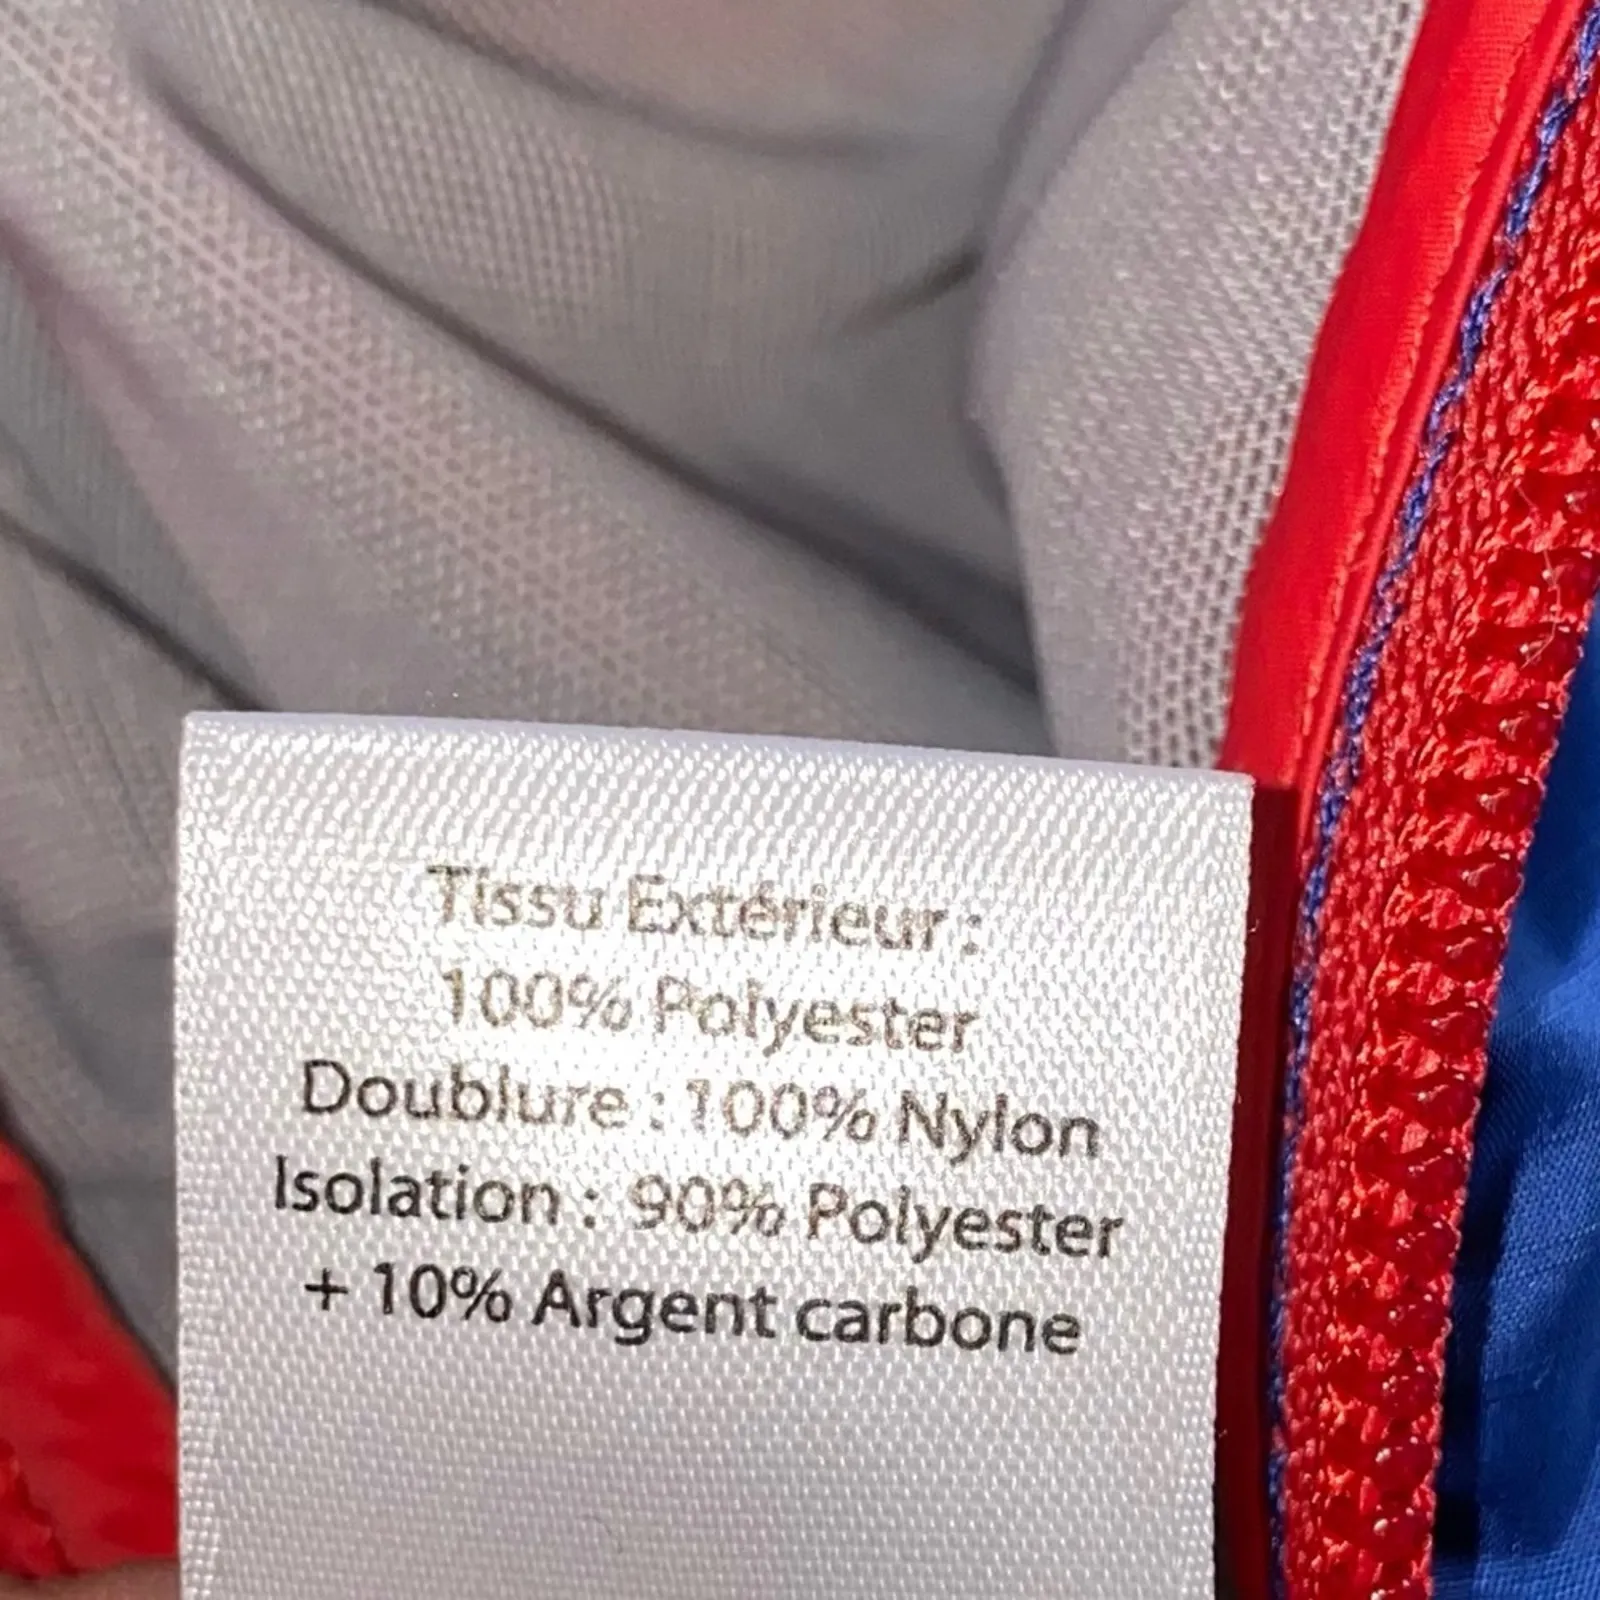 Tissu Extérieur :
100% Polyester
Doublure : 100% Nylon
Isolation : 90% Polyester
+ 10% Argent carbone